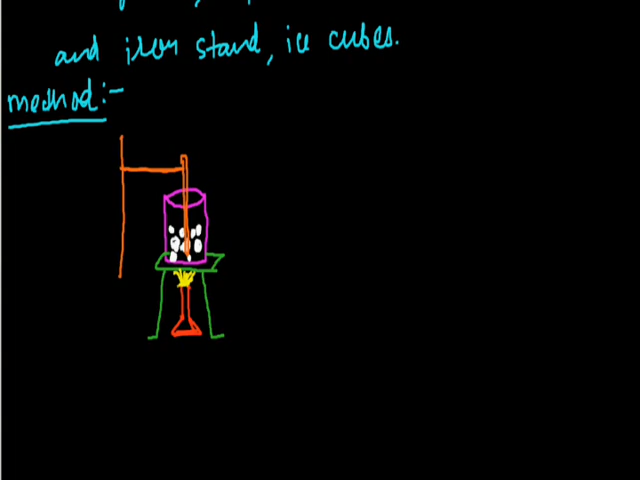 and iron stand, ice cubes.
method:-